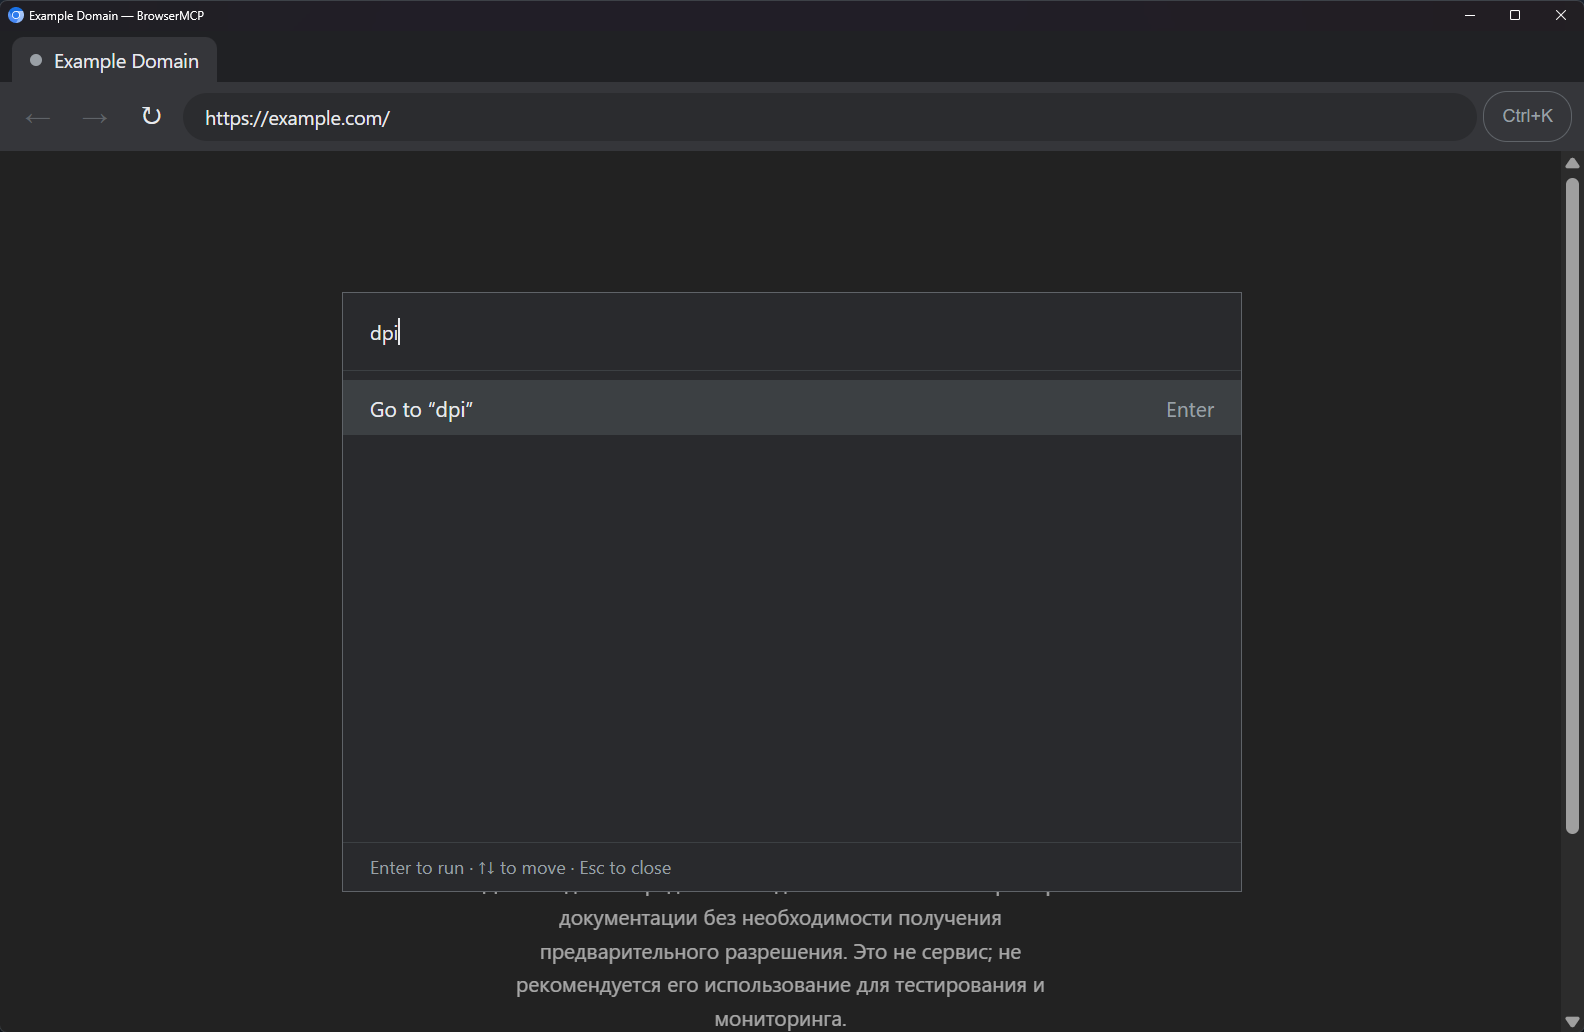 Example Domain — BrowserMCP
Example Domain
https://example.com/
Ctrl+K
dpi
Go to “dpi”
Enter
Enter to run · ↑↓ to move · Esc to close
документации без необходимости получения
предварительного разрешения. Это не сервис; не
рекомендуется его использование для тестирования и
мониторинга.